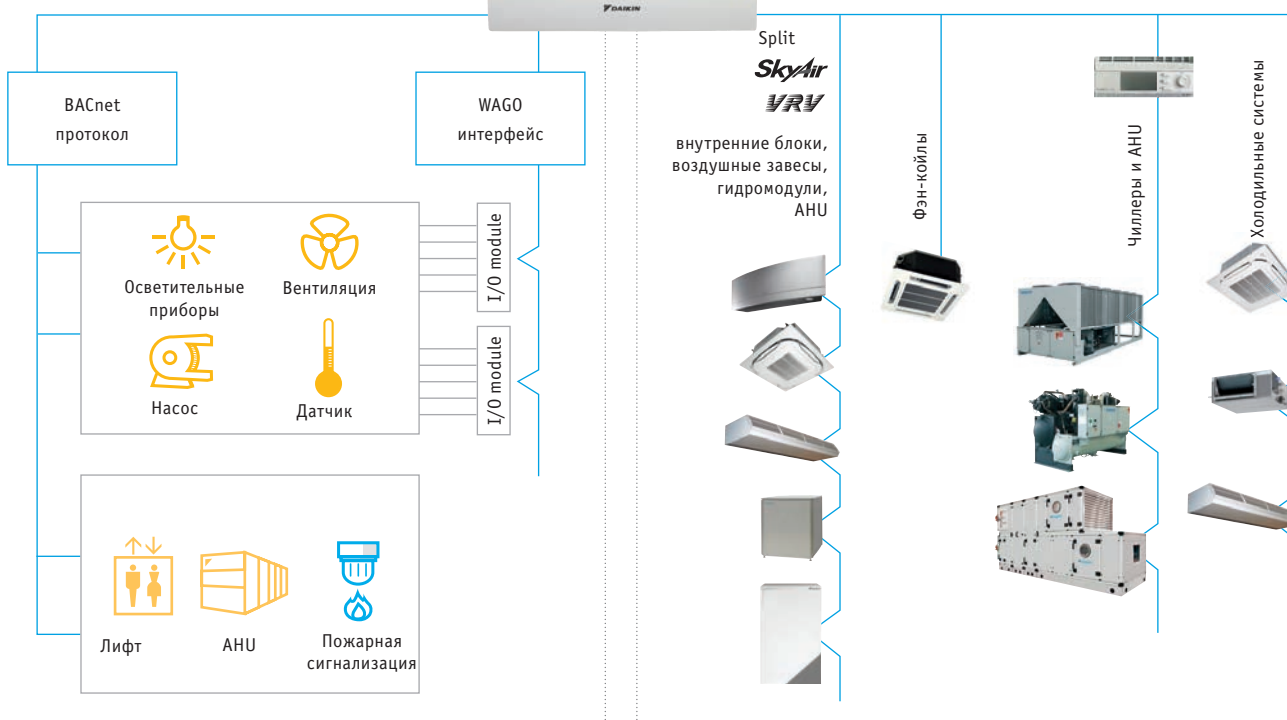 DAIKIN
BACnet
протокол
WAGO
интерфейс
Осветительные
приборы
Вентиляция
Насос
Датчик
I/O module
I/O module
Лифт
AHU
Пожарная
сигнализация
Split
SkyAir
VRV
внутренние блоки,
воздушные завесы,
гидромодули,
AHU
Фэн-койлы
Чиллеры и AHU
Холодильные системы